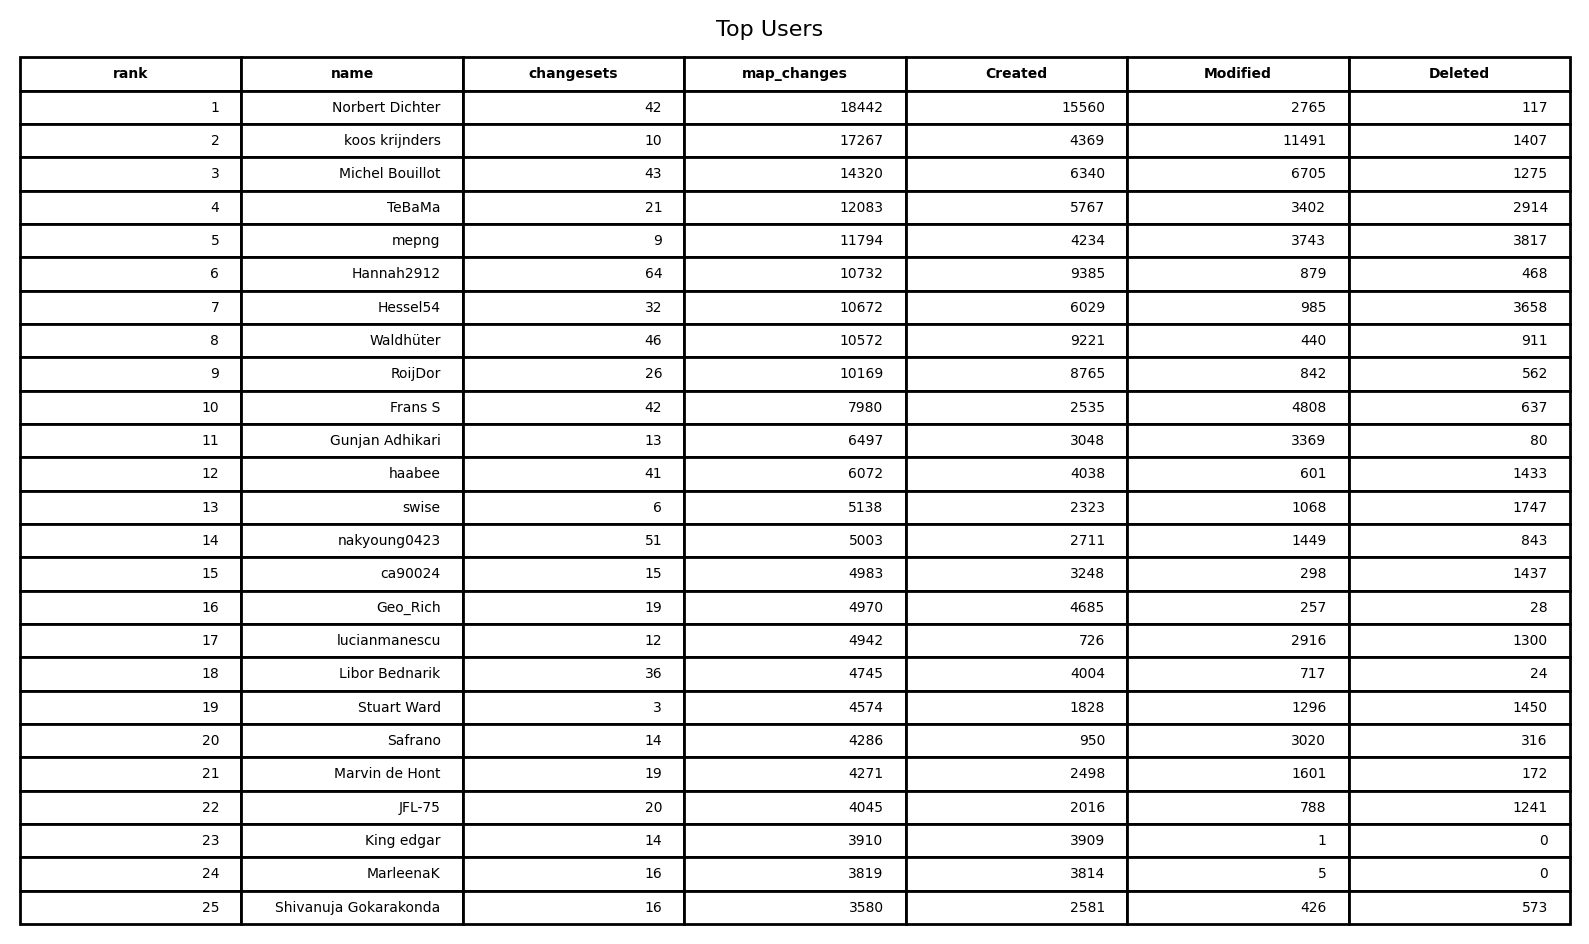 Top Users
rank name changesets map_changes Created Modified Deleted
1 Norbert Dichter 42 18442 15560 2765 117
2 koos krijnders 10 17267 4369 11491 1407
3 Michel Bouillot 43 14320 6340 6705 1275
4 TeBaMa 21 12083 5767 3402 2914
5 mepng 9 11794 4234 3743 3817
6 Hannah2912 64 10732 9385 879 468
7 Hessel54 32 10672 6029 985 3658
8 Waldhüter 46 10572 9221 440 911
9 RoijDor 26 10169 8765 842 562
10 Frans S 42 7980 2535 4808 637
11 Gunjan Adhikari 13 6497 3048 3369 80
12 haabee 41 6072 4038 601 1433
13 swise 6 5138 2323 1068 1747
14 nakyoung0423 51 5003 2711 1449 843
15 ca90024 15 4983 3248 298 1437
16 Geo_Rich 19 4970 4685 257 28
17 lucianmanescu 12 4942 726 2916 1300
18 Libor Bednarik 36 4745 4004 717 24
19 Stuart Ward 3 4574 1828 1296 1450
20 Safrano 14 4286 950 3020 316
21 Marvin de Hont 19 4271 2498 1601 172
22 JFL-75 20 4045 2016 788 1241
23 King edgar 14 3910 3909 1 0
24 MarleenaK 16 3819 3814 5 0
25 Shivanuja Gokarakonda 16 3580 2581 426 573